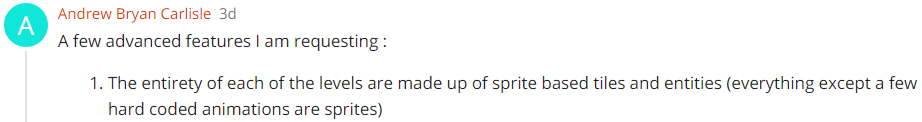 A
Andrew Bryan Carlisle 3d
A few advanced features I am requesting :
1. The entirety of each of the levels are made up of sprite based tiles and entities (everything except a few
hard coded animations are sprites)